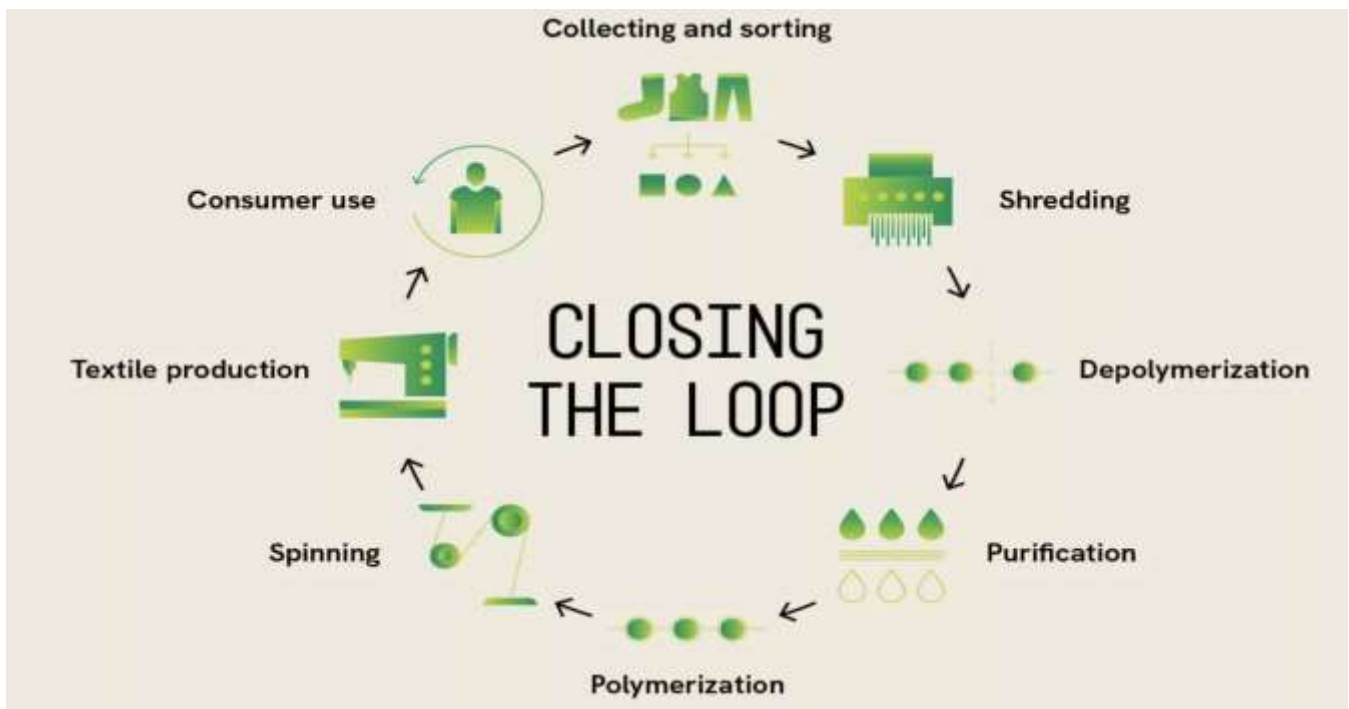 Collecting and sorting
Consumer use
Shredding
CLOSING
THE LOOP
Textile production
Depolymerization
Spinning
Purification
Polymerization